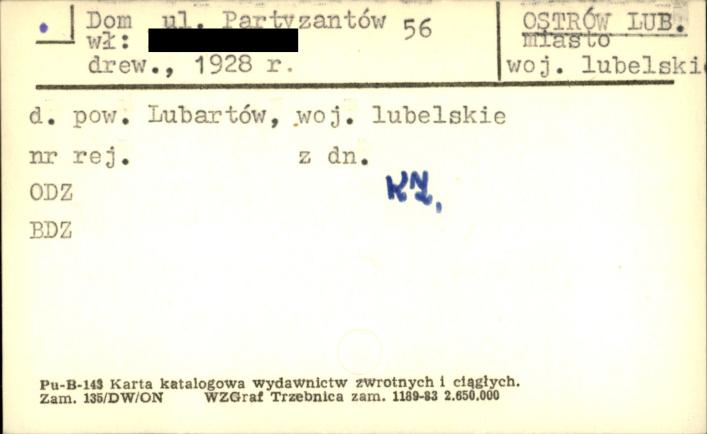 Dom ul. Partyzantów 56
wł:
drew., 1928 r.
OSTRÓW LUB.
miasto
woj. lubelskie
d. pow. Lubartów, woj. lubelskie
nr rej. z dn.
ODZ
BDZ
Pu-B-143 Karta katalogowa wydawnictw zwrotnych i ciągłych.
Zam. 135/DW/ON WZGraf Trzebnica zam. 1189-83 2.650.000